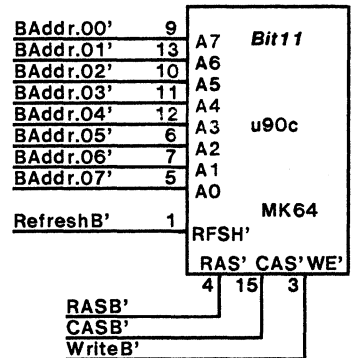 BAddr.00' 9 A7 Bit11
BAddr.01' 13 A6
BAddr.02' 10 A5
BAddr.03' 11 A4
BAddr.04' 12 A3 u90c
BAddr.05' 6 A2
BAddr.06' 7 A1
BAddr.07' 5 A0
MK64
RefreshB' 1 RFSH'
RAS' CAS' WE'
4 15 3
RASB'
CASB'
WriteB'